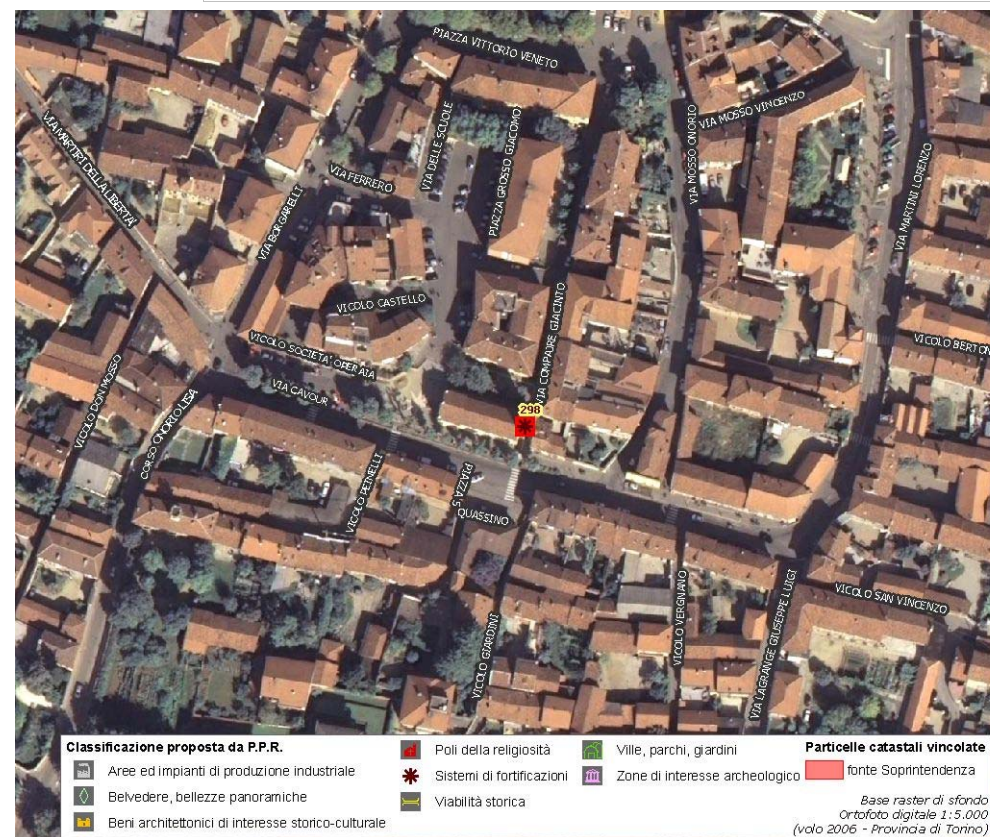 PIAZZA VITTORIO VENETO
VIA MOSSO VINCENZO
VIA MARTIRI DELLA LIBERTA'
VIA DELLE SCUOLE
PIAZZA GROSSO GIACOMO
VIA MOSSO ONORIO
VIA MARTINI LORENZO
VIA FERRERO
VIA BORGARELLI
VICOLO CASTELLO
VIA COMPAIRE GIACINTO
VICOLO SOCIETA' OPERAIA
VICOLO BERTON
VIA CAVOUR
VICOLO DON MOSSO
CORSO ONORIO LISA
298
VICOLO PEINELLI
PIAZZA S.
QUASSINO
VICOLO GIARDINI
VICOLO VERGNANO
VIA LAGRANGE GIUSEPPE LUIGI
VICOLO SAN VINCENZO
Classificazione proposta da P.P.R.
Aree ed impianti di produzione industriale
Belvedere, bellezze panoramiche
Beni architettonici di interesse storico-culturale
Poli della religiosità
Sistemi di fortificazioni
Viabilità storica
Ville, parchi, giardini
Zone di interesse archeologico
Particelle catastali vincolate
fonte Soprintendenza
Base raster di sfondo
Ortofoto digitale 1:5.000
(volo 2006 - Provincia di Torino)